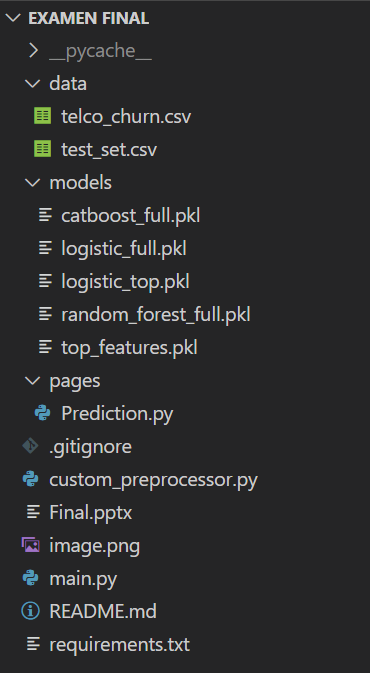 EXAMEN FINAL
__pycache__
data
telco_churn.csv
test_set.csv
models
catboost_full.pkl
logistic_full.pkl
logistic_top.pkl
random_forest_full.pkl
top_features.pkl
pages
Prediction.py
.gitignore
custom_preprocessor.py
Final.pptx
image.png
main.py
README.md
requirements.txt